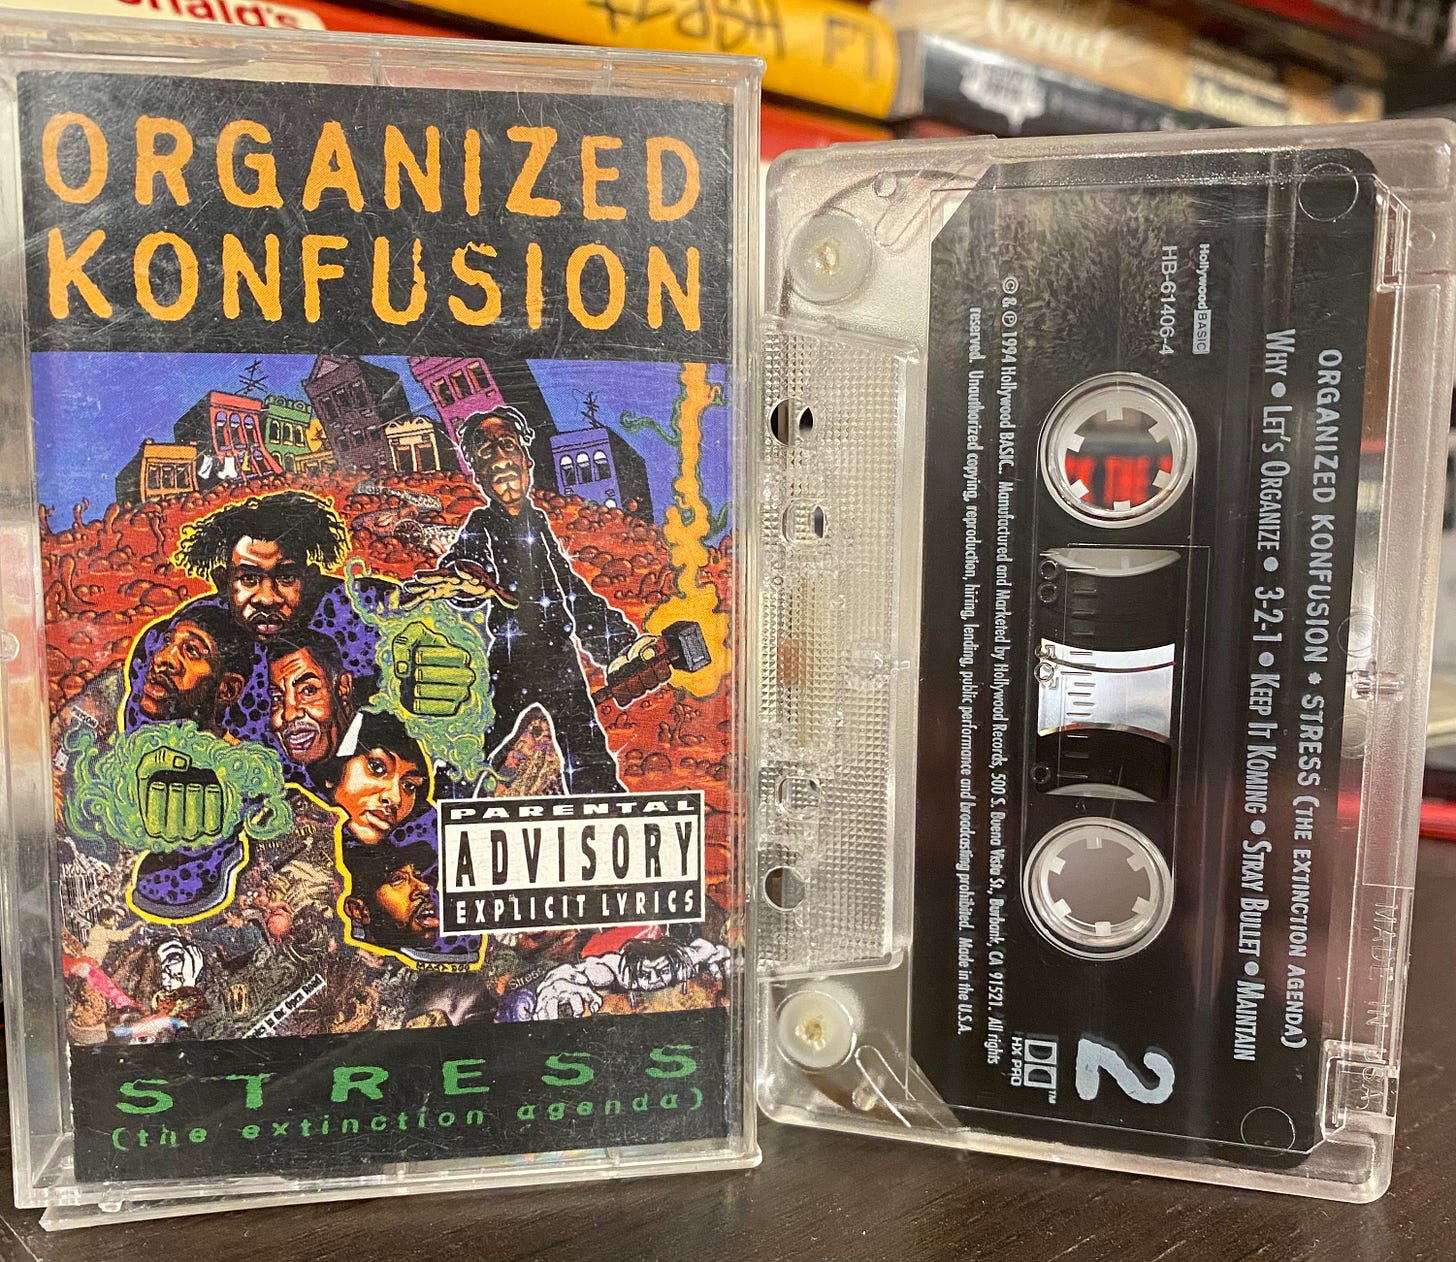 ORGANIZED
KONFUSION
PARENTAL
ADVISORY
EXPLICIT LYRICS
STRESS
(the extinction agenda)
ORGANIZED KONFUSION • STRESS (THE EXTINCTION AGENDA)
WHY • LET'S ORGANIZE • 3-2-1 • KEEP IT KOMING • STRAY BULLET • MAINTAIN
Hollywood BASIC
HB-61406-4
2
HX PRO
© & ℗ 1994 Hollywood BASIC. Manufactured and Marketed by Hollywood Records, 500 S. Buena Vista St., Burbank, CA 91521. All rights
reserved. Unauthorized copying, reproduction, hiring, lending, public performance and broadcasting prohibited. Made in the U.S.A.
MADE IN USA